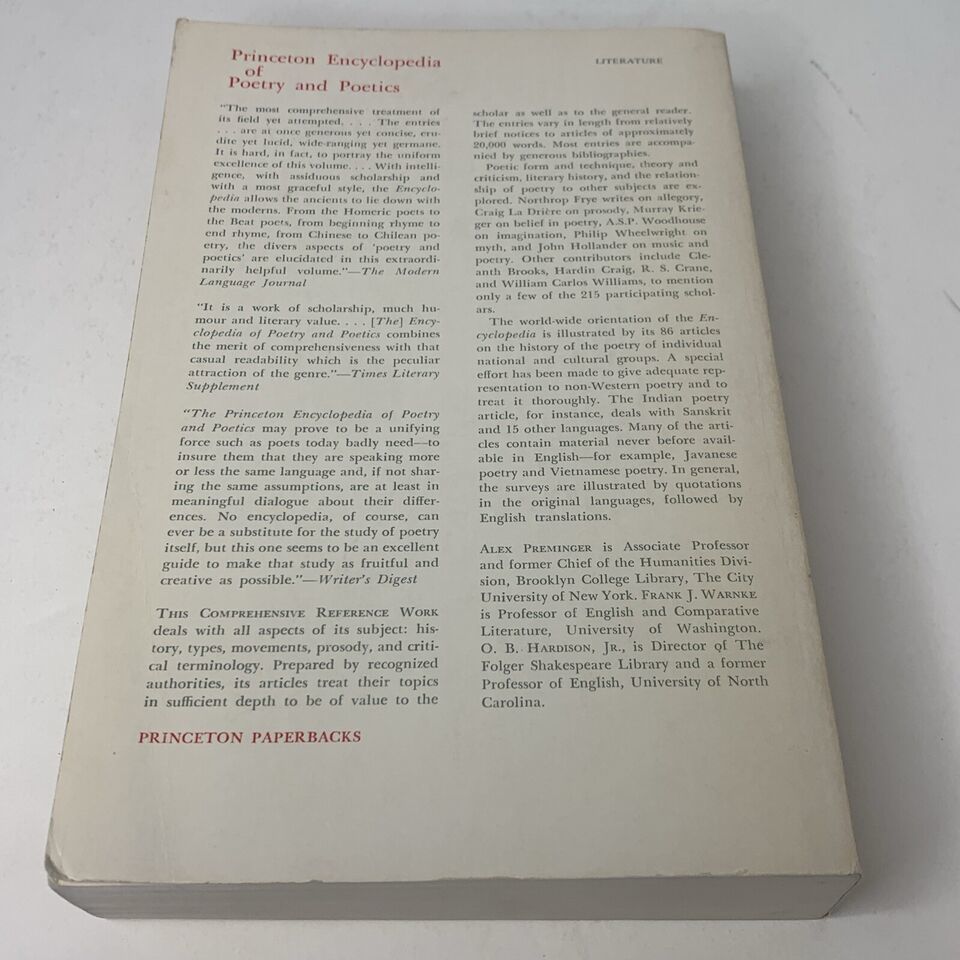 Princeton Encyclopedia
of
Poetry and Poetics
"The most comprehensive treatment of
its field yet attempted. . . . The entries
. . . are at once generous yet concise, eru-
dite yet lucid, wide-ranging yet germane.
It is hard, in fact, to portray the uniform
excellence of this volume. . . . With intelli-
gence, with assiduous scholarship and
with a most graceful style, the Encyclo-
pedia allows the ancients to lie down with
the moderns. From the Homeric poets to
the Beat poets, from beginning rhyme to
end rhyme, from Chinese to Chilean po-
etry, the divers aspects of 'poetry and
poetics' are elucidated in this extraordi-
narily helpful volume."—The Modern
Language Journal
"It is a work of scholarship, much hu-
mour and literary value. . . . [The] Ency-
clopedia of Poetry and Poetics combines
the merit of comprehensiveness with that
casual readability which is the peculiar
attraction of the genre."—Times Literary
Supplement
"The Princeton Encyclopedia of Poetry
and Poetics may prove to be a unifying
force such as poets today badly need—to
insure them that they are speaking more
or less the same language and, if not shar-
ing the same assumptions, are at least in
meaningful dialogue about their differ-
ences. No encyclopedia, of course, can
ever be a substitute for the study of poetry
itself, but this one seems to be an excellent
guide to make that study as fruitful and
creative as possible."—Writer's Digest
THIS COMPREHENSIVE REFERENCE WORK
deals with all aspects of its subject: his-
tory, types, movements, prosody, and criti-
cal terminology. Prepared by recognized
authorities, its articles treat their topics
in sufficient depth to be of value to the
PRINCETON PAPERBACKS
LITERATURE
scholar as well as to the general reader.
The entries vary in length from relatively
brief notices to articles of approximately
20,000 words. Most entries are accompa-
nied by generous bibliographies.
Poetic form and technique, theory and
criticism, literary history, and the relation-
ship of poetry to other subjects are ex-
plored. Northrop Frye writes on allegory,
Craig La Drière on prosody, Murray Krie-
ger on belief in poetry, A.S.P. Woodhouse
on imagination, Philip Wheelwright on
myth, and John Hollander on music and
poetry. Other contributors include Cle-
anth Brooks, Hardin Craig, R. S. Crane,
and William Carlos Williams, to mention
only a few of the 215 participating schol-
ars.
The world-wide orientation of the En-
cyclopedia is illustrated by its 86 articles
on the history of the poetry of individual
national and cultural groups. A special
effort has been made to give adequate rep-
resentation to non-Western poetry and to
treat it thoroughly. The Indian poetry
article, for instance, deals with Sanskrit
and 15 other languages. Many of the arti-
cles contain material never before avail-
able in English—for example, Javanese
poetry and Vietnamese poetry. In general,
the surveys are illustrated by quotations
in the original languages, followed by
English translations.
ALEX PREMINGER is Associate Professor
and former Chief of the Humanities Divi-
sion, Brooklyn College Library, The City
University of New York. FRANK J. WARNKE
is Professor of English and Comparative
Literature, University of Washington.
O. B. HARDISON, JR., is Director of The
Folger Shakespeare Library and a former
Professor of English, University of North
Carolina.